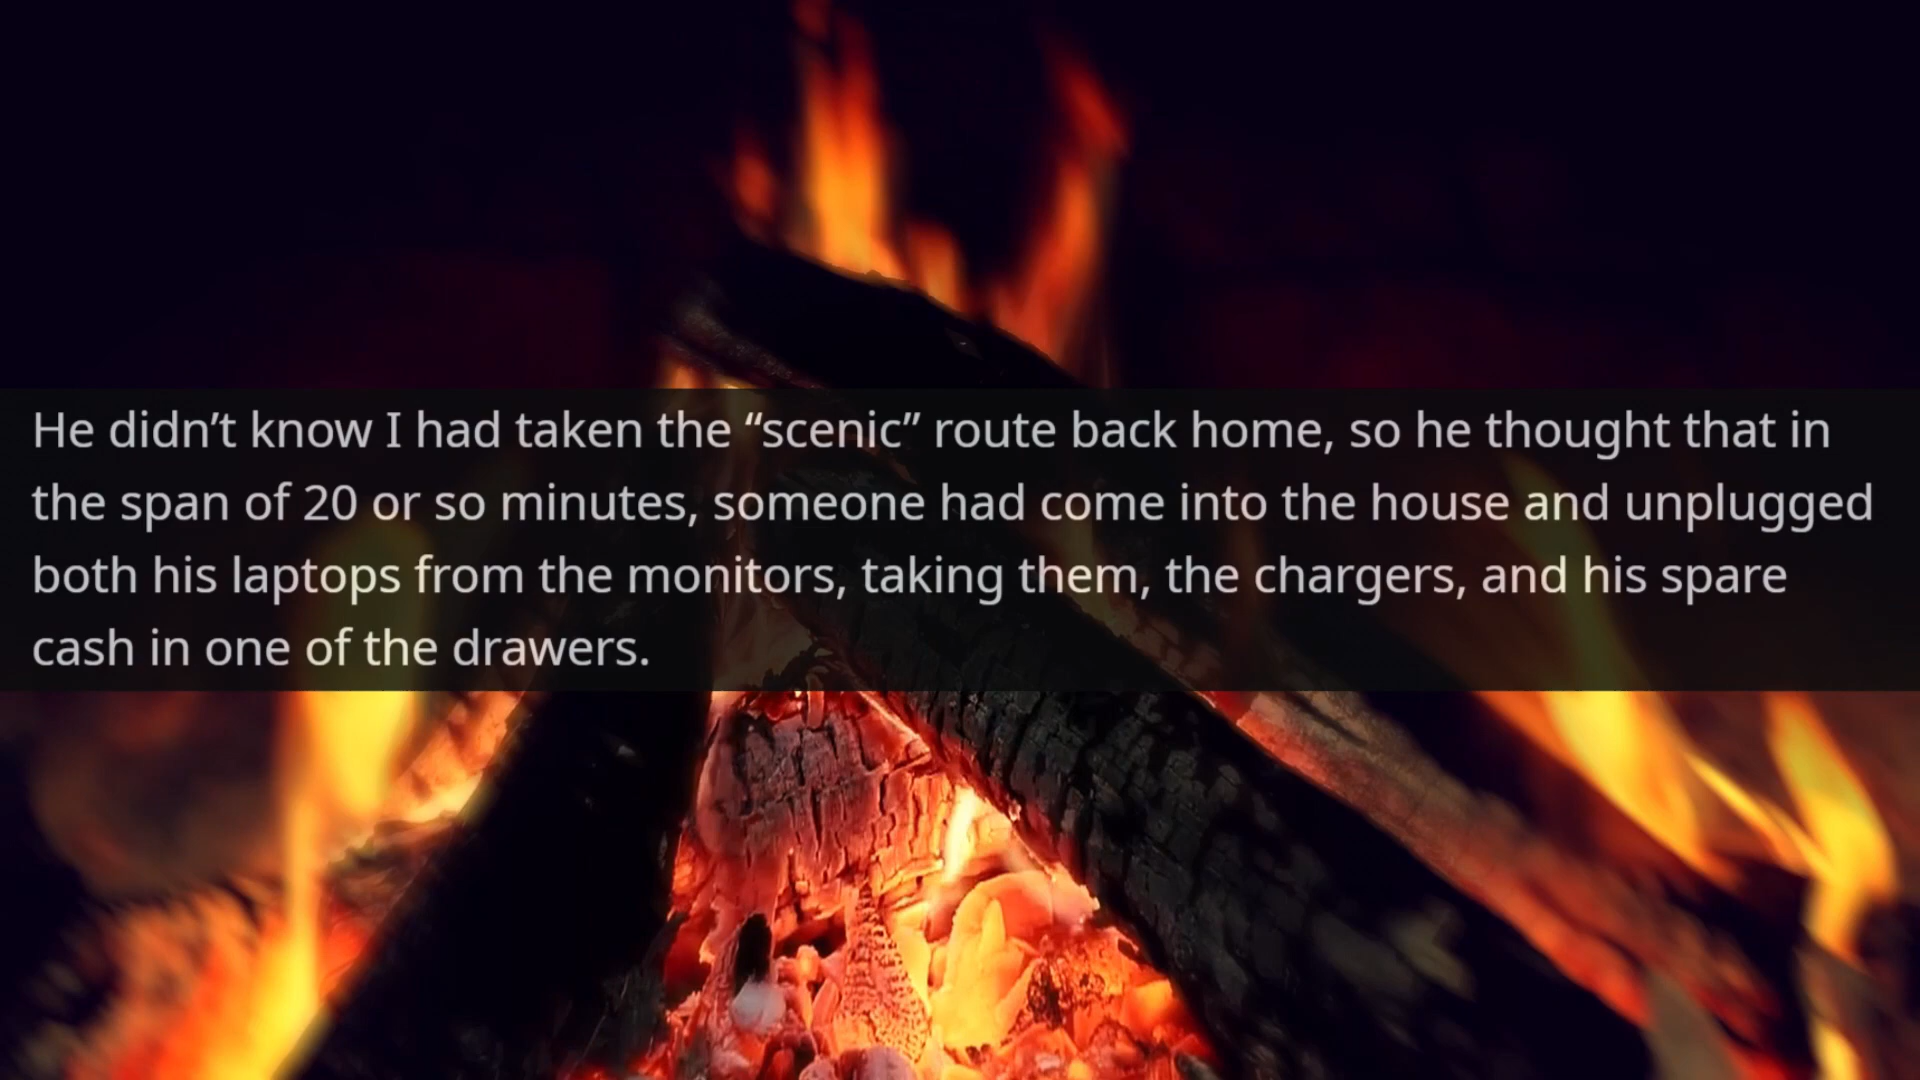 He didn’t know I had taken the “scenic” route back home, so he thought that in
the span of 20 or so minutes, someone had come into the house and unplugged
both his laptops from the monitors, taking them, the chargers, and his spare
cash in one of the drawers.